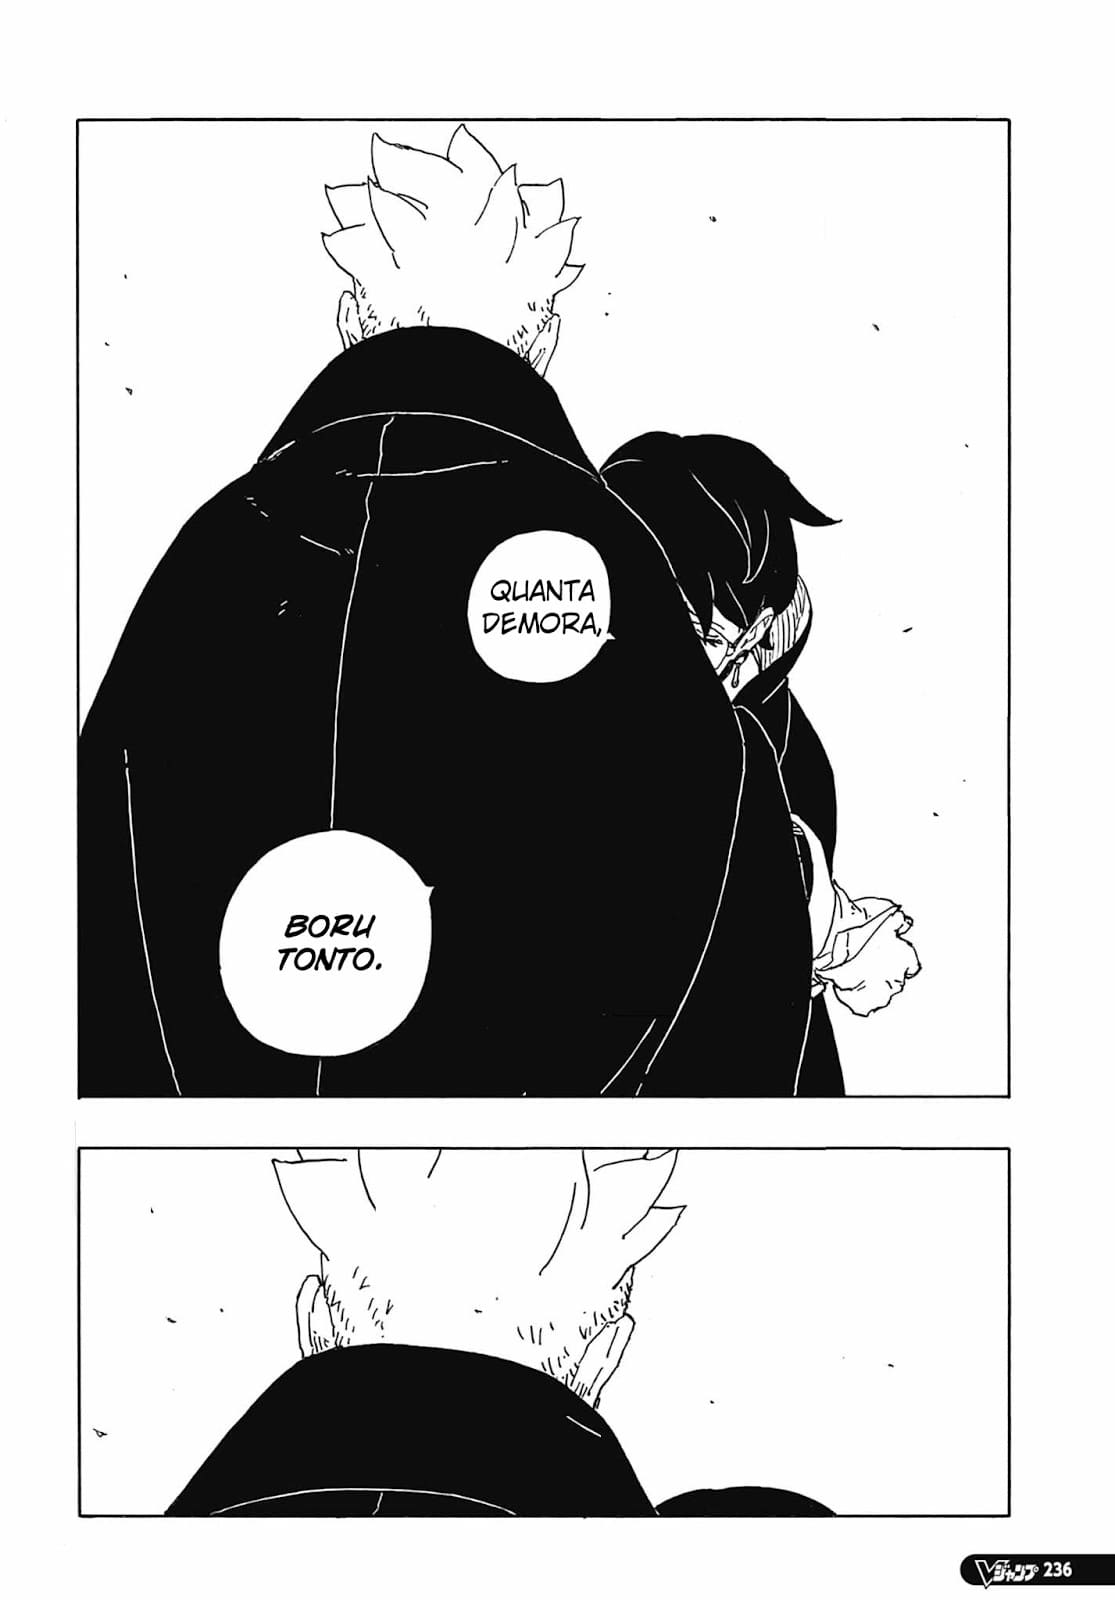 QUANTA
DEMORA,
BORU
TONTO.
Vジャンプ 236